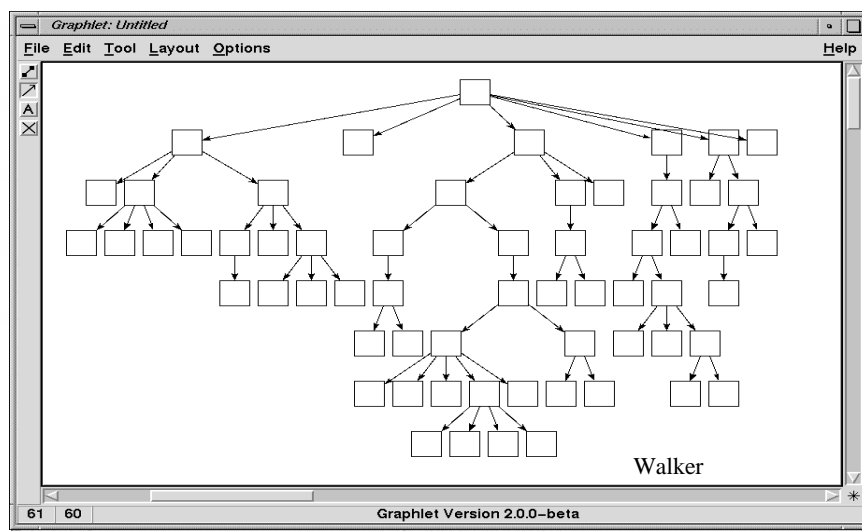 Graphlet: Untitled
File Edit Tool Layout Options Help
A
Walker
61 60 Graphlet Version 2.0.0-beta